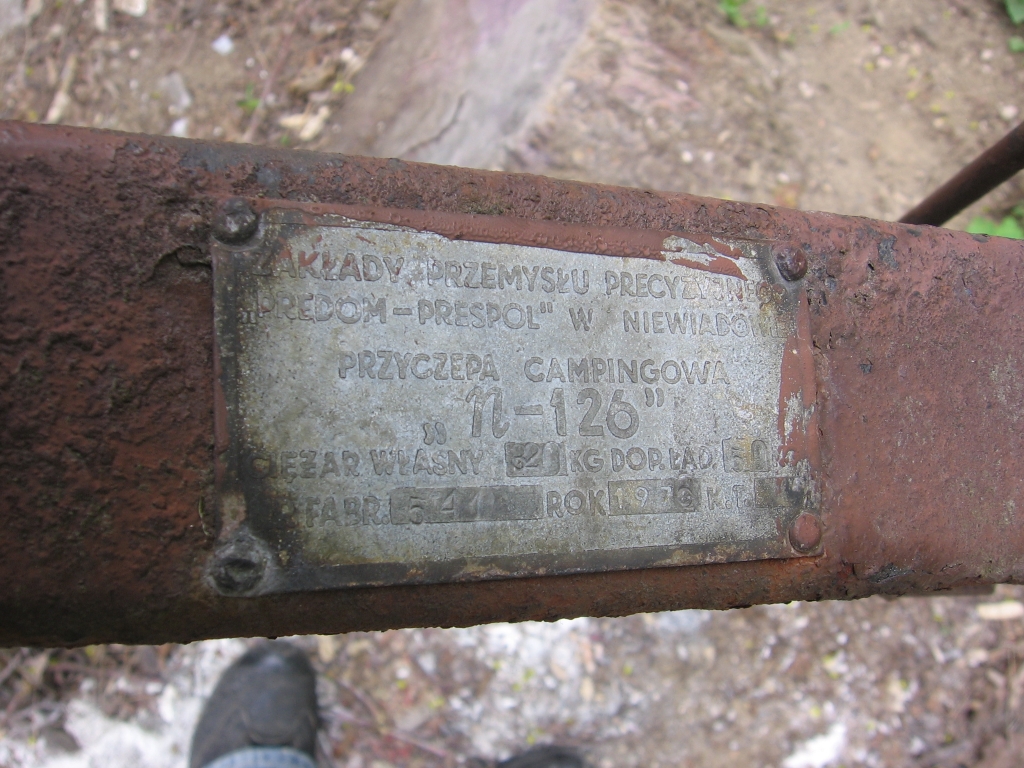 ZAKŁADY PRZEMYSŁU PRECYZYJNEGO
„PREDOM-PRESPOL" W NIEWIADOWIE
PRZYCZEPA CAMPINGOWA
„n-126"
CIĘŻAR WŁASNY KG DOP. ŁAD.
FABR. ROK K.T.